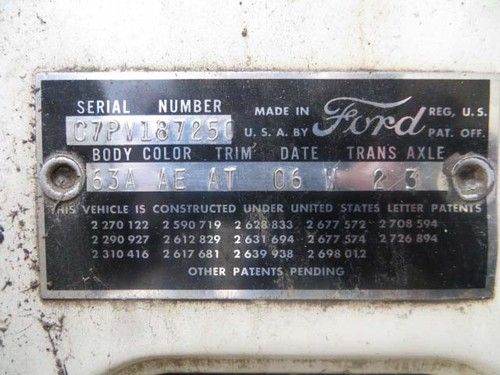 SERIAL NUMBER MADE IN Ford REG, U.S.
C7PV187250 U.S.A. BY PAT. OFF.
BODY COLOR TRIM DATE TRANS AXLE
63A AE AT 06 W 2 3
THIS VEHICLE IS CONSTRUCTED UNDER UNITED STATES LETTER PATENTS
2 270 122 2 590 719 2 628 833 2 677 572 2 708 594
2 290 927 2 612 829 2 631 694 2 677 574 2 726 894
2 310 416 2 617 681 2 639 938 2 698 012
OTHER PATENTS PENDING